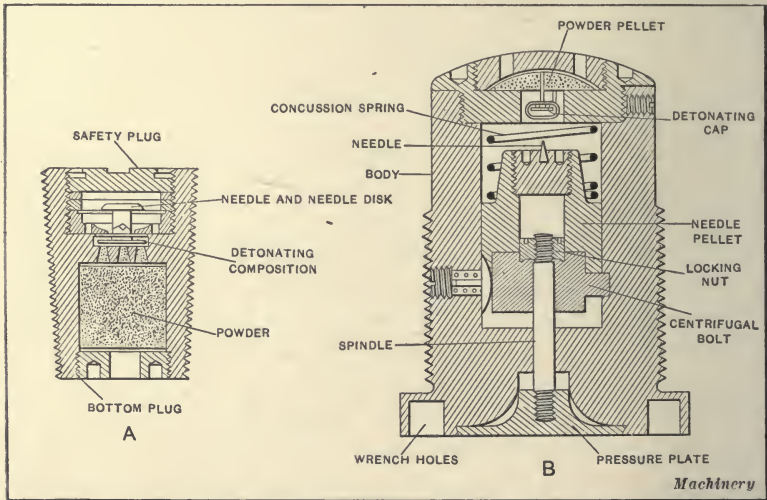 SAFETY PLUG
NEEDLE AND NEEDLE DISK
DETONATING
COMPOSITION
POWDER
BOTTOM PLUG
A
POWDER PELLET
CONCUSSION SPRING
DETONATING
CAP
NEEDLE
BODY
NEEDLE
PELLET
LOCKING
NUT
CENTRIFUGAL
BOLT
SPINDLE
WRENCH HOLES
PRESSURE PLATE
B
Machinery